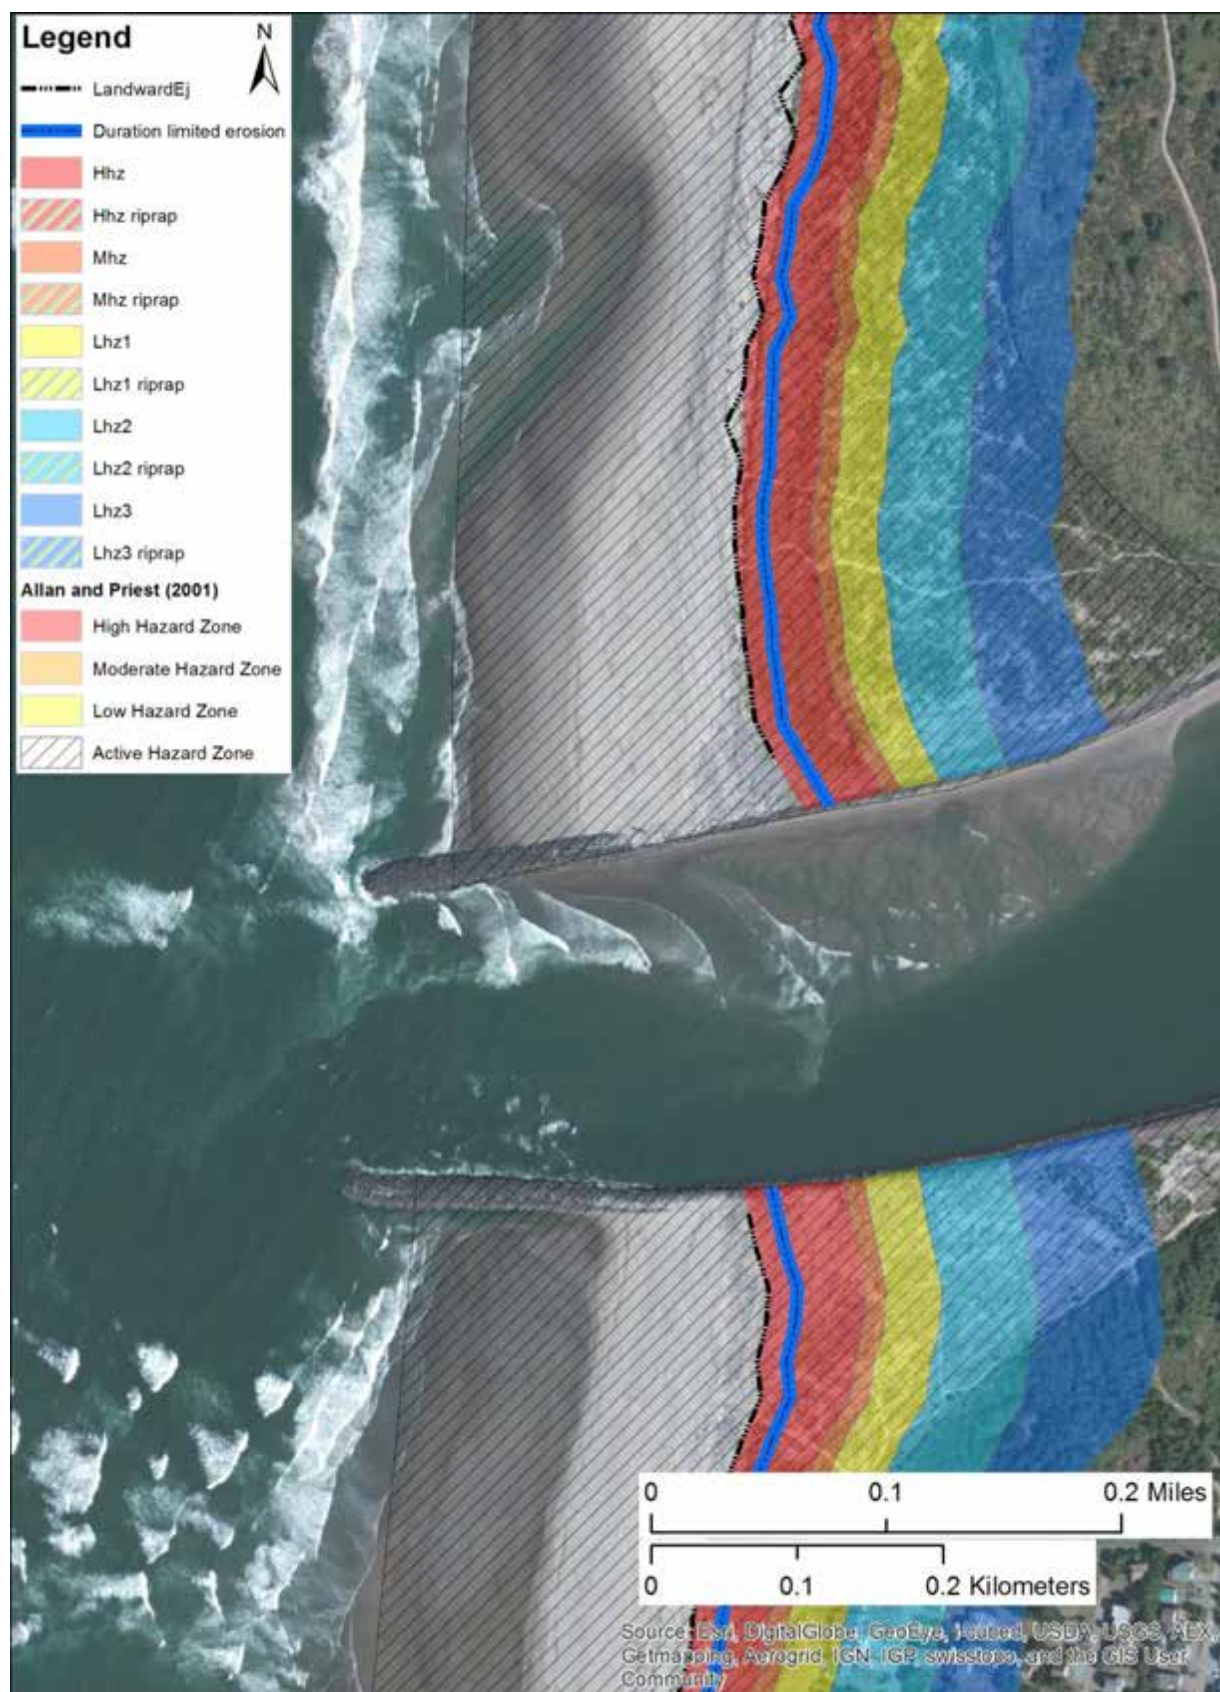 Legend
N
LandwardEj
Duration limited erosion
Hhz
Hhz riprap
Mhz
Mhz riprap
Lhz1
Lhz1 riprap
Lhz2
Lhz2 riprap
Lhz3
Lhz3 riprap
Allan and Priest (2001)
High Hazard Zone
Moderate Hazard Zone
Low Hazard Zone
Active Hazard Zone
0 0.1 0.2 Miles
0 0.1 0.2 Kilometers
Source: Esri, DigitalGlobe, GeoEye, i-cubed, USDA, USGS, AEX,
Getmapping, Aerogrid, IGN, IGP, swisstopo, and the GIS User
Community